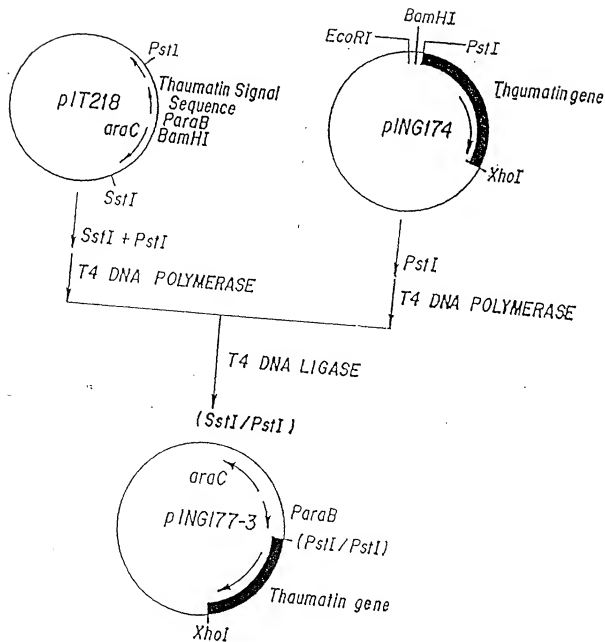 PstI
pIT218
Thaumatin Signal
Sequence
ParaB
BamHI
araC
SstI
SstI + PstI
T4 DNA POLYMERASE
BamHI
EcoRI
PstI
Thaumatin gene
pING174
XhoI
PstI
T4 DNA POLYMERASE
T4 DNA LIGASE
(SstI/PstI)
araC
ParaB
pING177-3
(PstI/PstI)
Thaumatin gene
XhoI